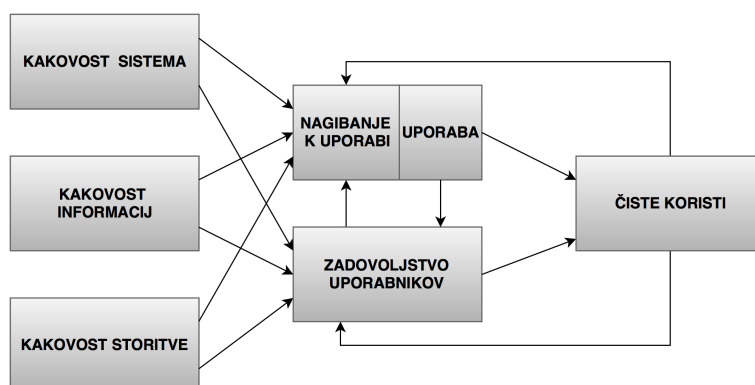 KAKOVOST SISTEMA
NAGIBANJE
K UPORABI
UPORABA
KAKOVOST
INFORMACIJ
ČISTE KORISTI
ZADOVOLJSTVO
UPORABNIKOV
KAKOVOST STORITVE